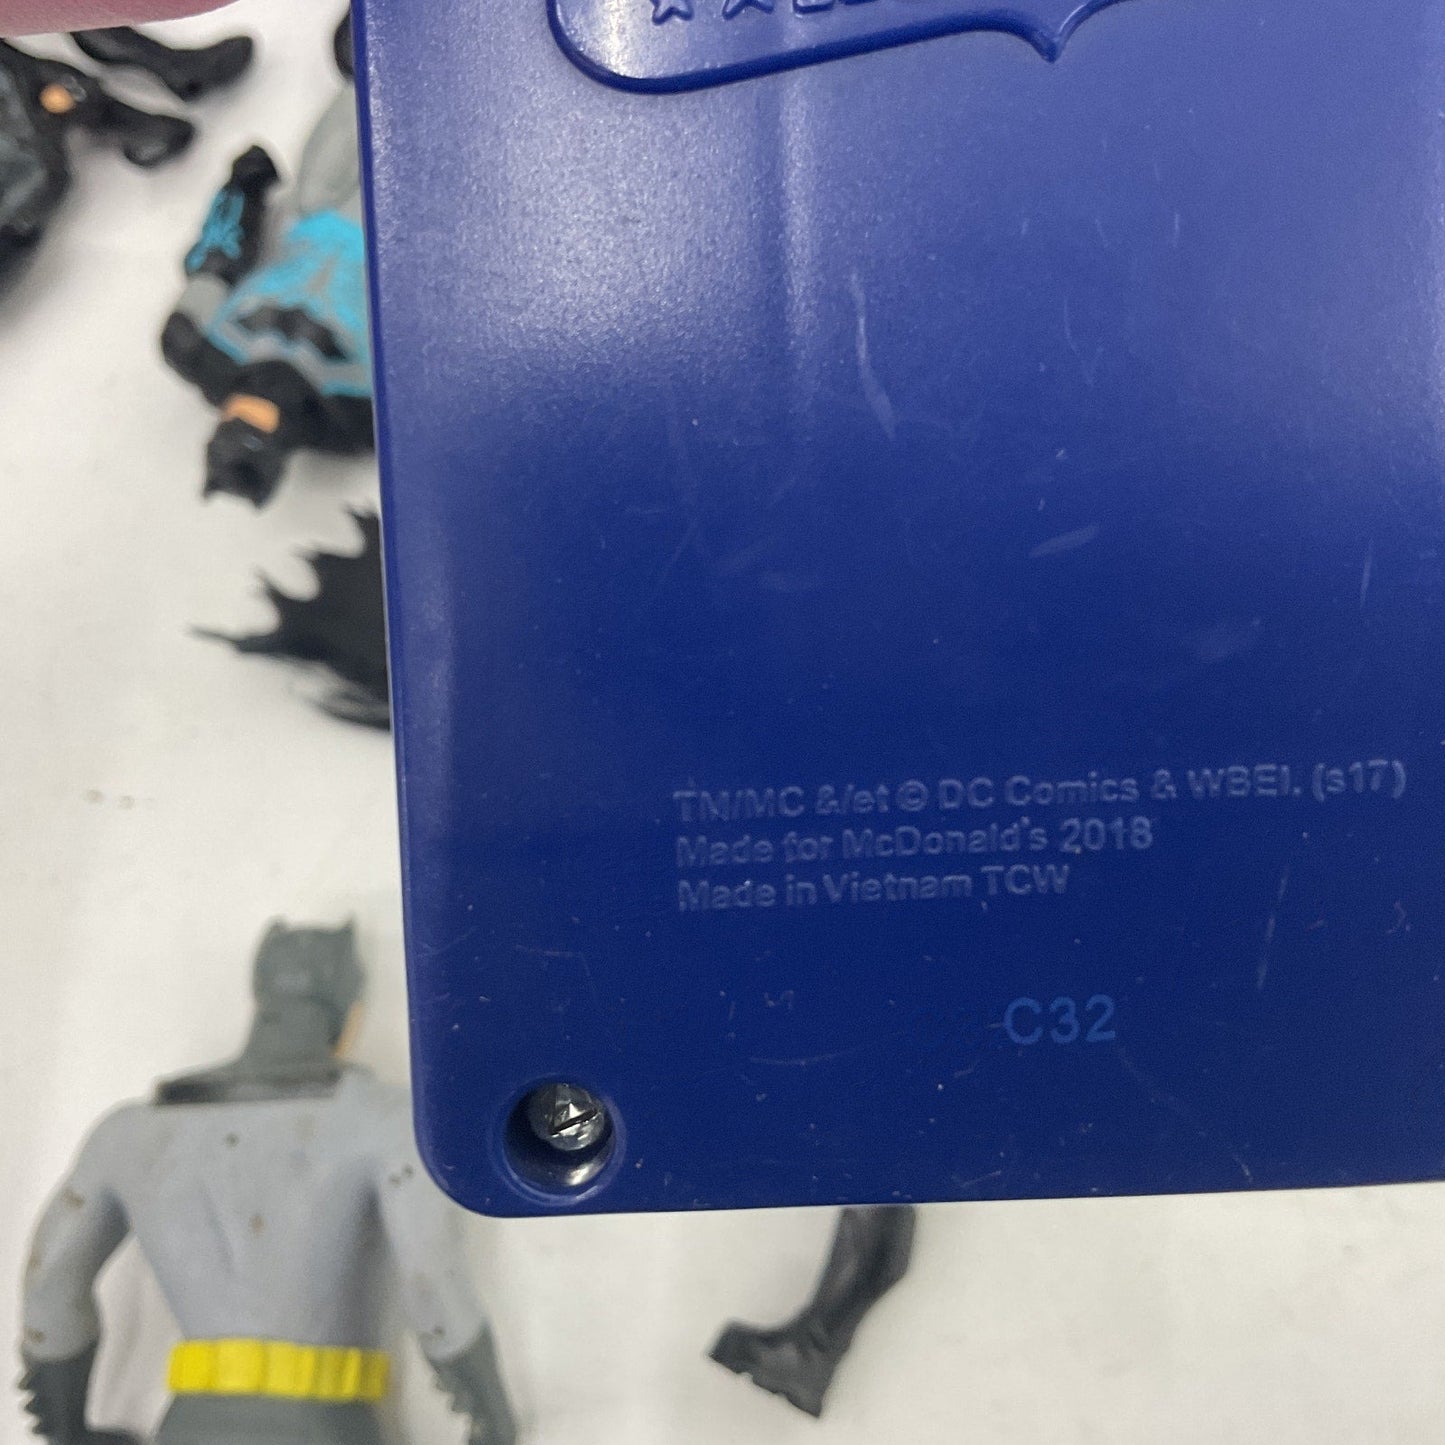 TM/MC &/et © DC Comics & WBEI. (s17)
Made for McDonald's 2018
Made in Vietnam TCW
C32